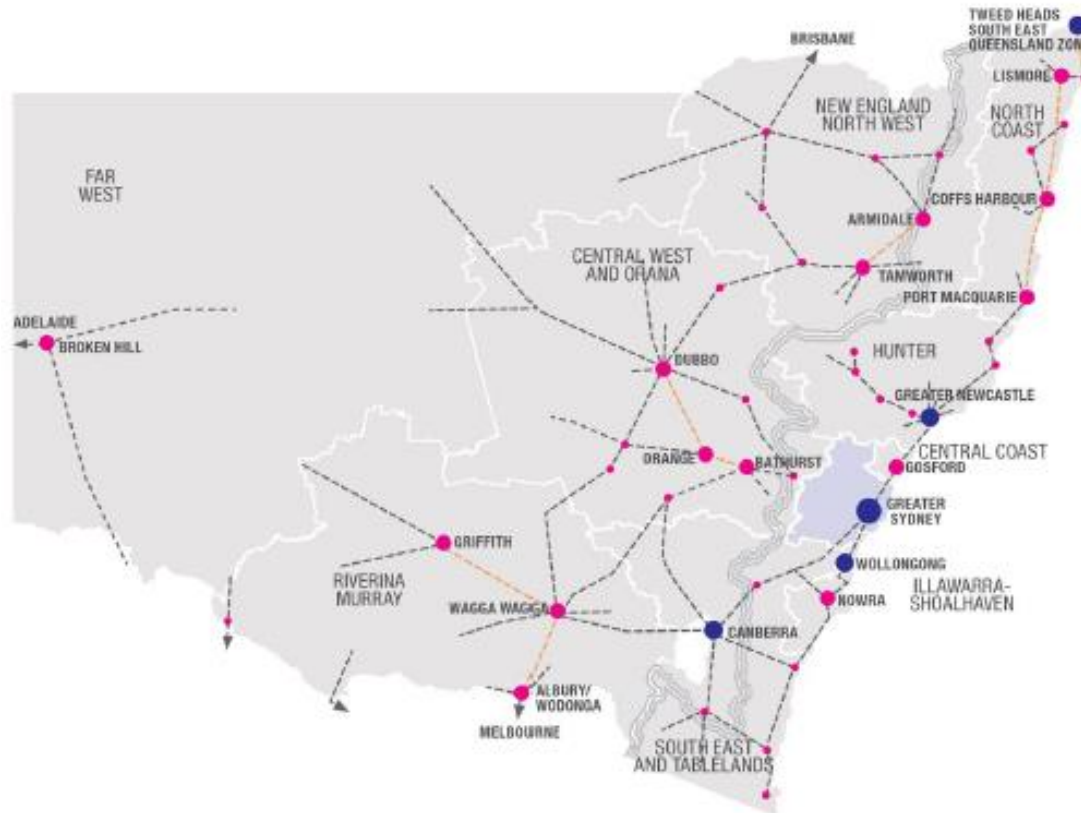 TWEED HEADS
SOUTH EAST
QUEENSLAND ZON
BRISBANE
LISMORE
NEW ENGLAND
NORTH WEST
NORTH
COAST
FAR
WEST
COFFS HARBOUR
ARMIDALE
CENTRAL WEST
AND ORANA
TAMWORTH
PORT MACQUARIE
ADELAIDE
BROKEN HILL
HUNTER
DUBBO
GREATER NEWCASTLE
CENTRAL COAST
ORANGE
BATHURST
GOSFORD
GREATER
SYDNEY
GRIFFITH
WOLLONGONG
RIVERINA
MURRAY
ILLAWARRA-
SHOALHAVEN
WAGGA WAGGA
NOWRA
CANBERRA
ALBURY/
WODONGA
MELBOURNE
SOUTH EAST
AND TABLELANDS